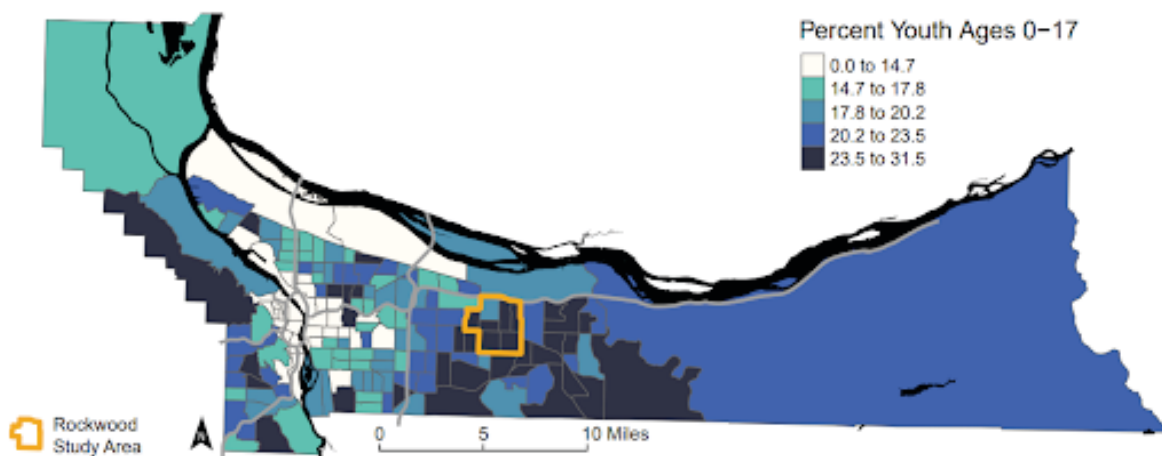 Percent Youth Ages 0−17
0.0 to 14.7
14.7 to 17.8
17.8 to 20.2
20.2 to 23.5
23.5 to 31.5
Rockwood
Study Area
N
0 5 10 Miles